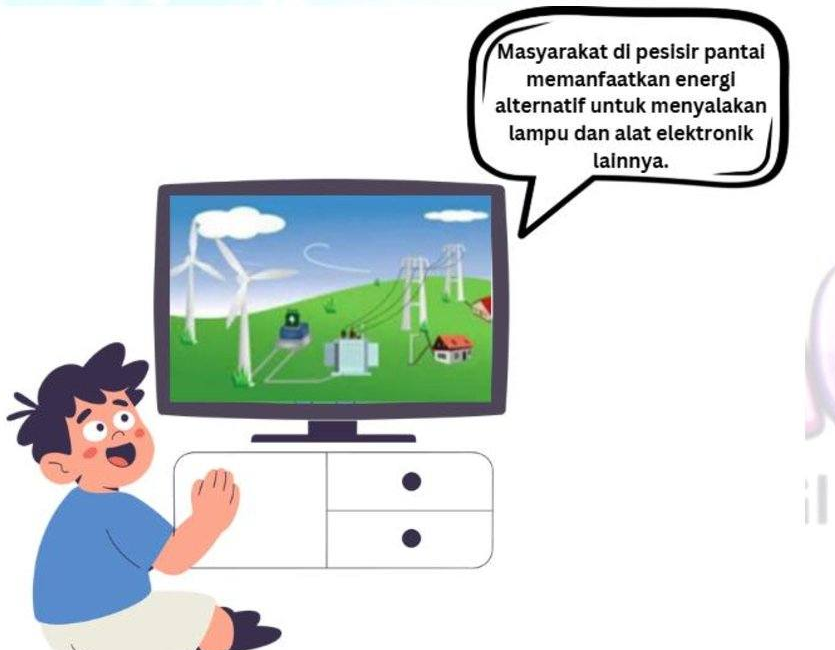 Masyarakat di pesisir pantai
memanfaatkan energi
alternatif untuk menyalakan
lampu dan alat elektronik
lainnya.